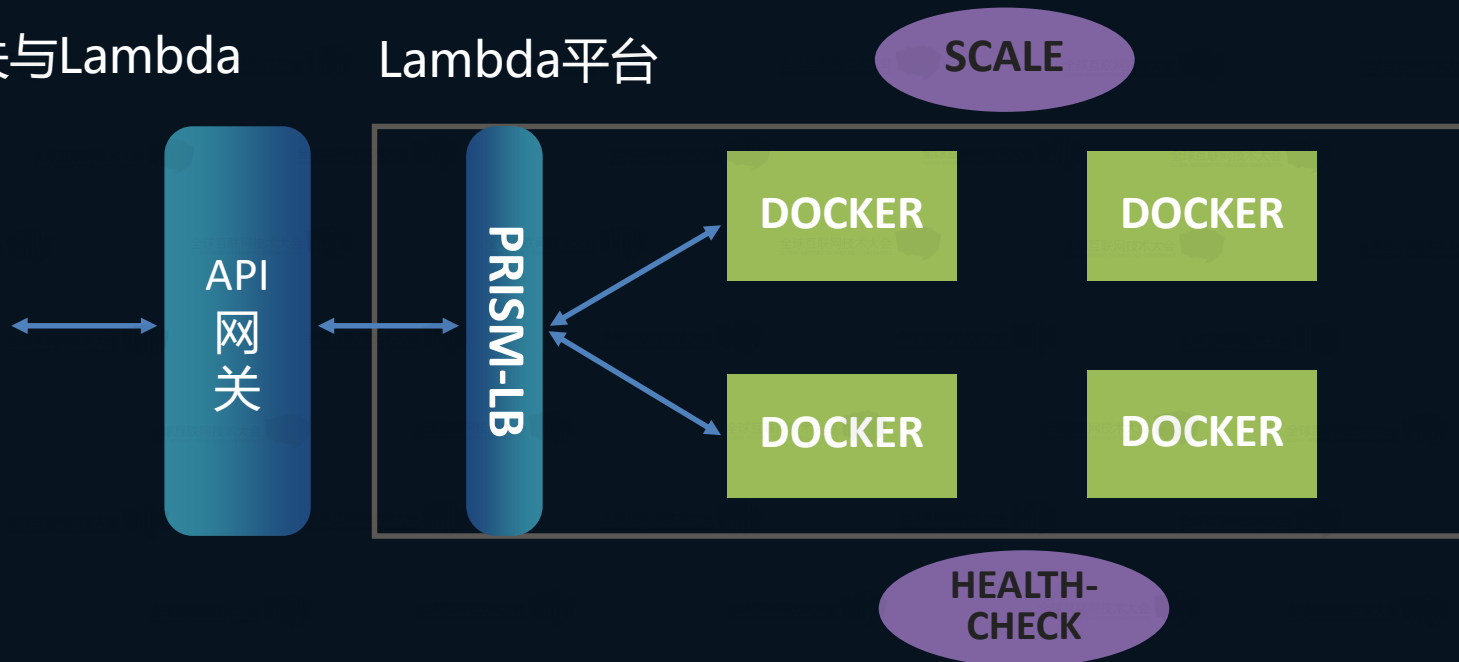 与Lambda
Lambda平台
SCALE
API
网
关
PRISM-LB
DOCKER
DOCKER
DOCKER
DOCKER
HEALTH-
CHECK